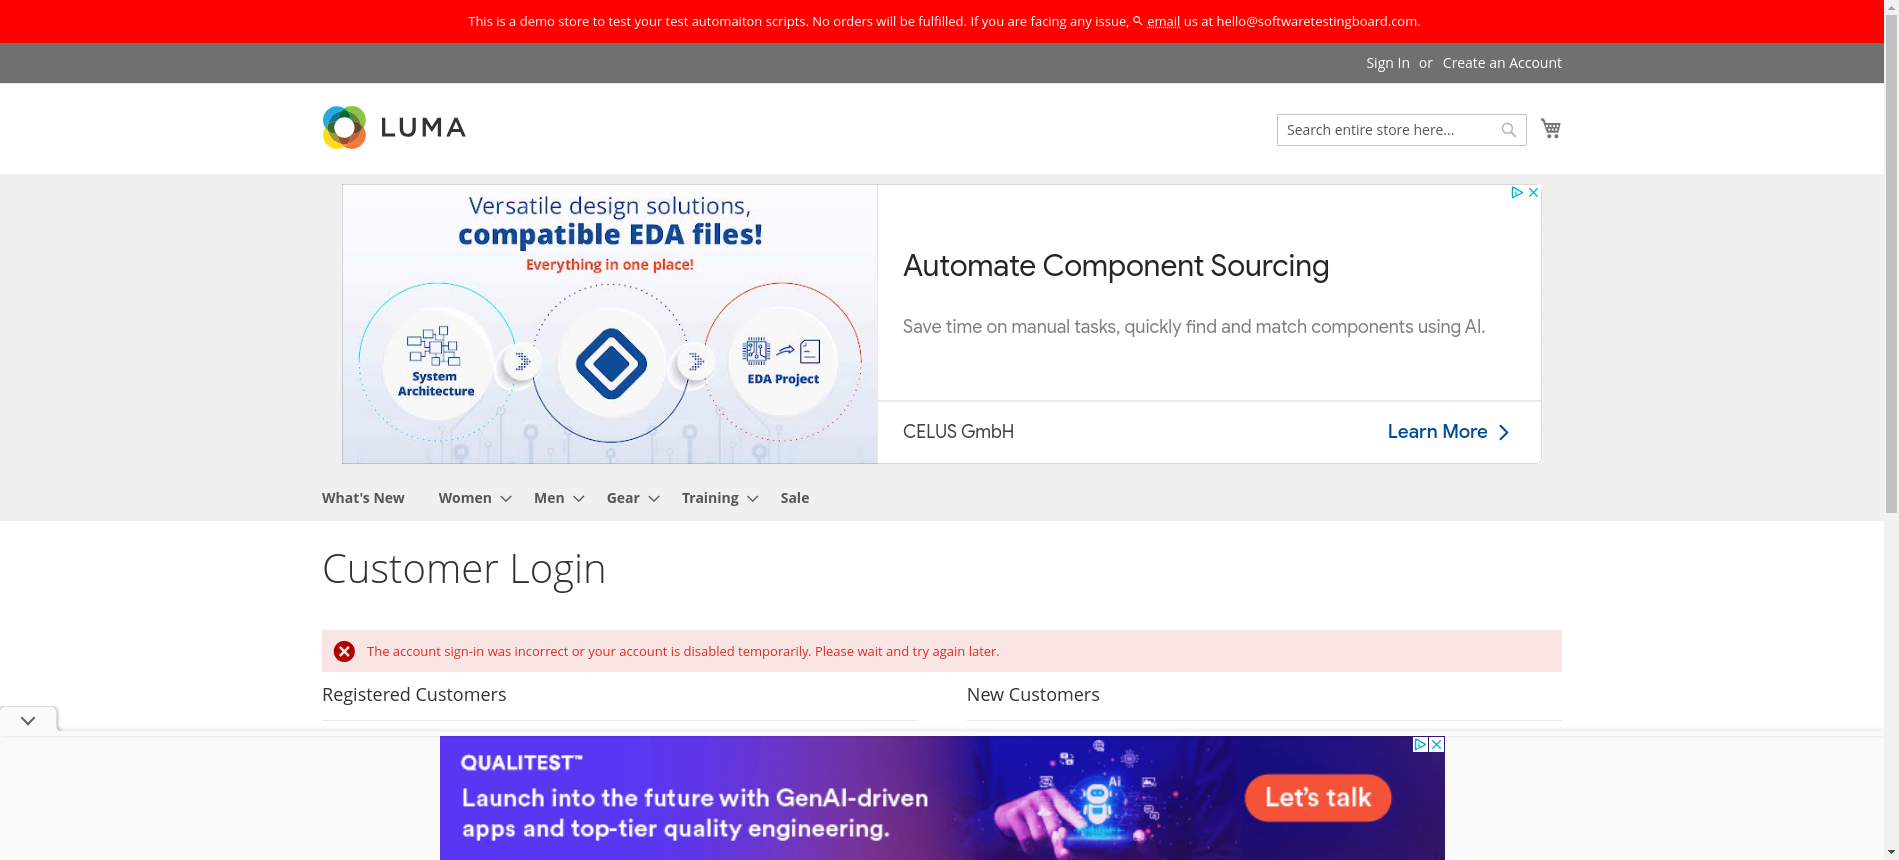 This is a demo store to test your test automaiton scripts. No orders will be fulfilled. If you are facing any issue, email us at hello@softwaretestingboard.com.
Sign In or Create an Account
LUMA
Search entire store here...
Versatile design solutions,
compatible EDA files!
Everything in one place!
System
Architecture
EDA Project
Automate Component Sourcing
Save time on manual tasks, quickly find and match components using AI.
CELUS GmbH
Learn More
What's New Women Men Gear Training Sale
Customer Login
The account sign-in was incorrect or your account is disabled temporarily. Please wait and try again later.
Registered Customers
New Customers
QUALITEST™
Launch into the future with GenAI-driven
apps and top-tier quality engineering.
Ai
Let's talk